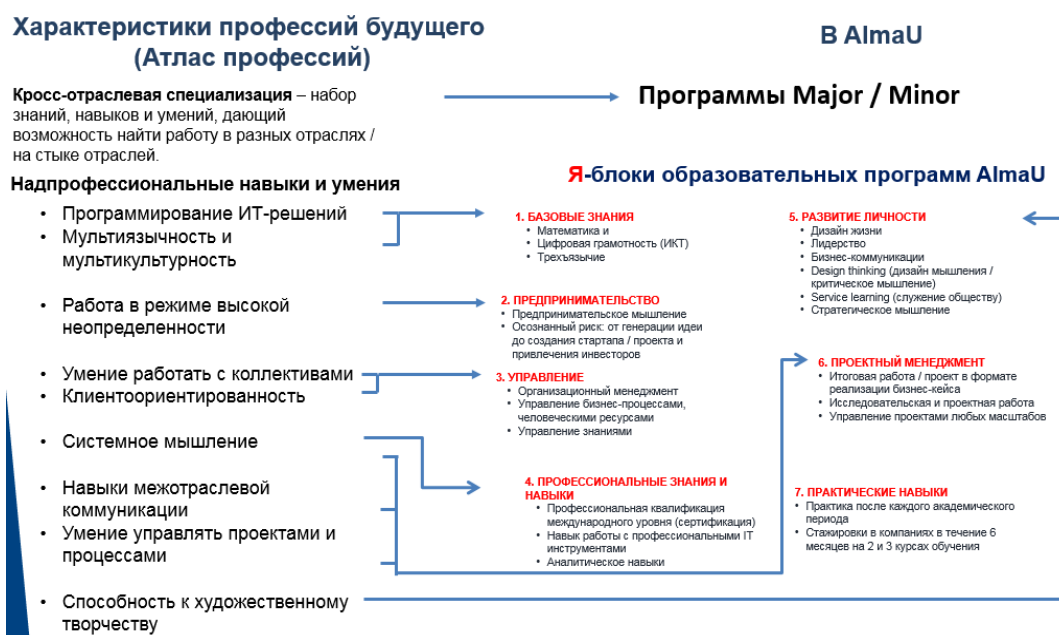 Характеристики профессий будущего
(Атлас профессий)
В AlmaU
Кросс-отраслевая специализация – набор
знаний, навыков и умений, дающий
возможность найти работу в разных отраслях /
на стыке отраслей.
Программы Major / Minor
Надпрофессиональные навыки и умения
• Программирование ИТ-решений
• Мультиязычность и
мультикультурность
• Работа в режиме высокой
неопределенности
• Умение работать с коллективами
• Клиентоориентированность
• Системное мышление
• Навыки межотраслевой
коммуникации
• Умение управлять проектами и
процессами
• Способность к художественному
творчеству
Я-блоки образовательных программ AlmaU
1. БАЗОВЫЕ ЗНАНИЯ
• Математика и
• Цифровая грамотность (ИКТ)
• Трехъязычие
2. ПРЕДПРИНИМАТЕЛЬСТВО
• Предпринимательское мышление
• Осознанный риск: от генерации идеи
до создания стартапа / проекта и
привлечения инвесторов
3. УПРАВЛЕНИЕ
• Организационный менеджмент
• Управление бизнес-процессами,
человеческими ресурсами
• Управление знаниями
4. ПРОФЕССИОНАЛЬНЫЕ ЗНАНИЯ И
НАВЫКИ
• Профессиональная квалификация
международного уровня (сертификация)
• Навык работы с профессиональными IT
инструментами
• Аналитическое навыки
5. РАЗВИТИЕ ЛИЧНОСТИ
• Дизайн жизни
• Лидерство
• Бизнес-коммуникации
• Design thinking (дизайн мышления /
критическое мышление)
• Service learning (служение обществу)
• Стратегическое мышление
6. ПРОЕКТНЫЙ МЕНЕДЖМЕНТ
• Итоговая работа / проект в формате
реализации бизнес-кейса
• Исследовательская и проектная работа
• Управление проектами любых масштабов
7. ПРАКТИЧЕСКИЕ НАВЫКИ
• Практика после каждого академического
периода
• Стажировки в компаниях в течение 6
месяцев на 2 и 3 курсах обучения